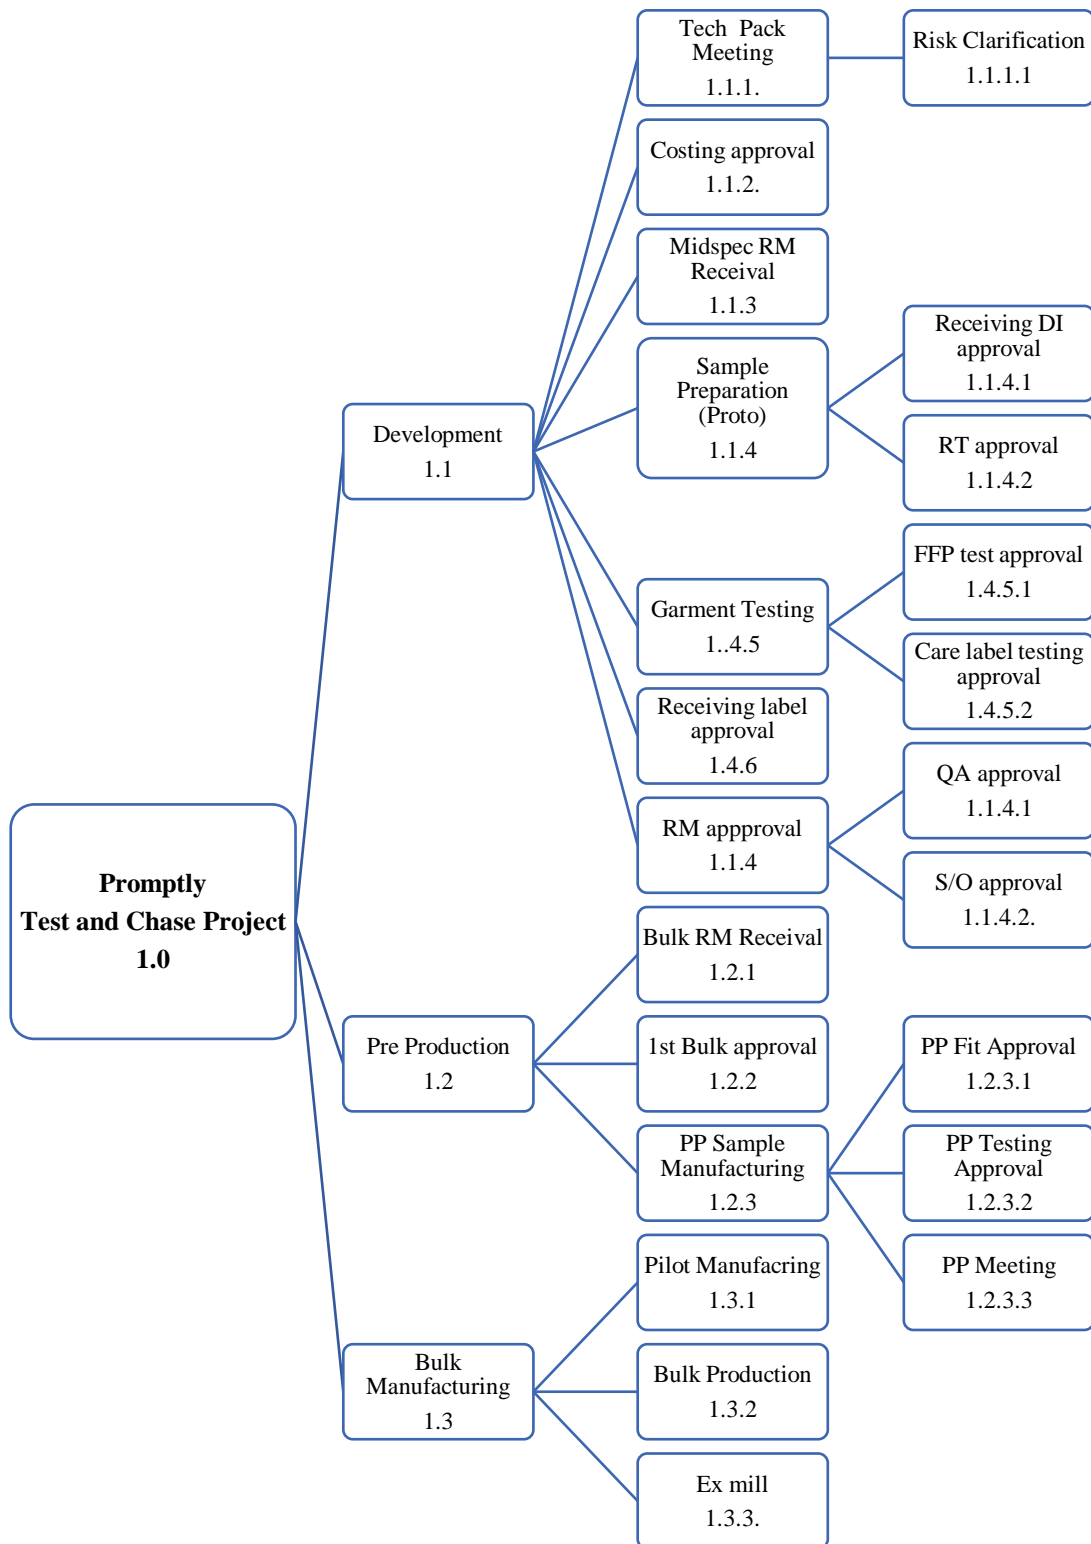 Tech Pack
Meeting
1.1.1.
Risk Clarification
1.1.1.1
Costing approval
1.1.2.
Midspec RM
Receival
1.1.3
Sample
Preparation
(Proto)
1.1.4
Receiving DI
approval
1.1.4.1
RT approval
1.1.4.2
Development
1.1
Garment Testing
1..4.5
FFP test approval
1.4.5.1
Care label testing
approval
1.4.5.2
Receiving label
approval
1.4.6
RM appproval
1.1.4
QA approval
1.1.4.1
S/O approval
1.1.4.2.
Promptly
Test and Chase Project
1.0
Pre Production
1.2
Bulk RM Receival
1.2.1
1st Bulk approval
1.2.2
PP Sample
Manufacturing
1.2.3
PP Fit Approval
1.2.3.1
PP Testing
Approval
1.2.3.2
PP Meeting
1.2.3.3
Bulk
Manufacturing
1.3
Pilot Manufacring
1.3.1
Bulk Production
1.3.2
Ex mill
1.3.3.